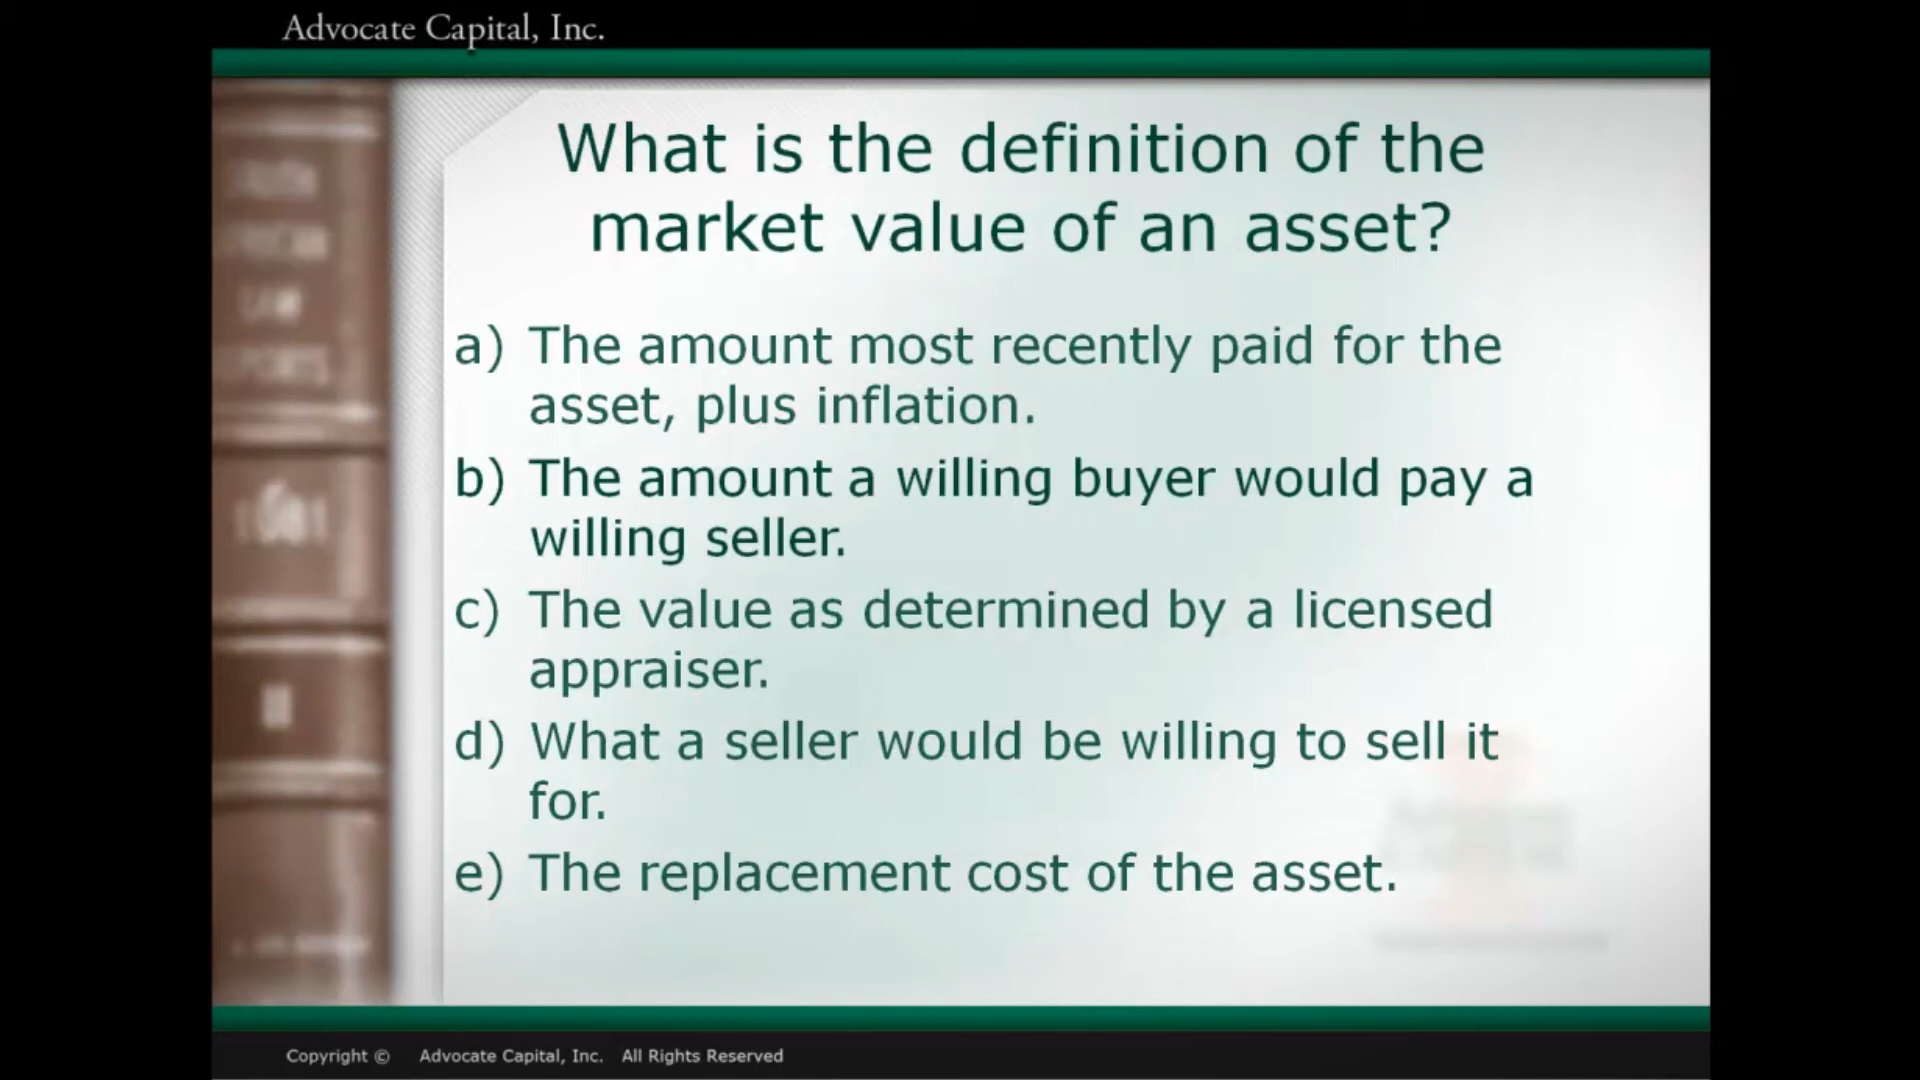 Advocate Capital, Inc.
What is the definition of the
market value of an asset?
a) The amount most recently paid for the
asset, plus inflation.
b) The amount a willing buyer would pay a
willing seller.
c) The value as determined by a licensed
appraiser.
d) What a seller would be willing to sell it
for.
e) The replacement cost of the asset.
LAW
Copyright © Advocate Capital, Inc. All Rights Reserved